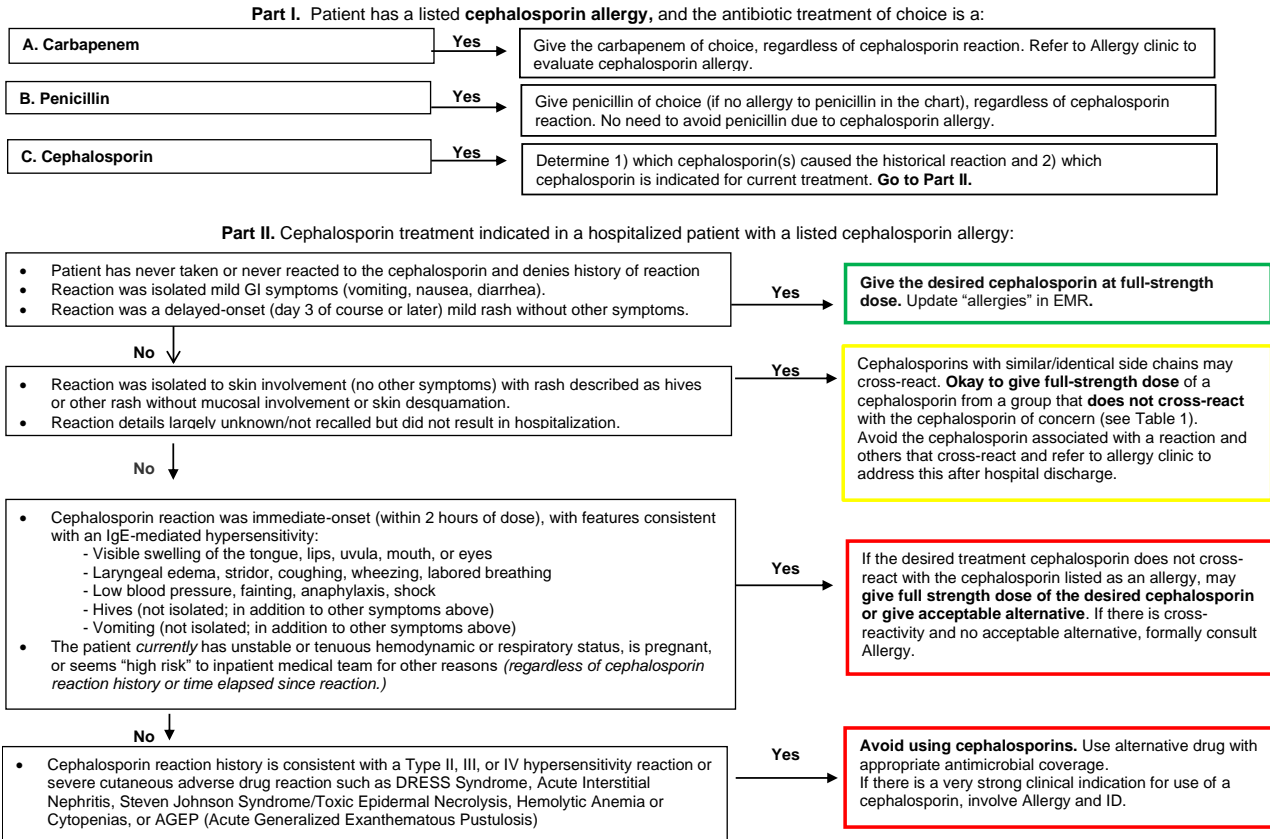 Part I. Patient has a listed cephalosporin allergy, and the antibiotic treatment of choice is a:
A. Carbapenem
Yes
Give the carbapenem of choice, regardless of cephalosporin reaction. Refer to Allergy clinic to
evaluate cephalosporin allergy.
B. Penicillin
Yes
Give penicillin of choice (if no allergy to penicillin in the chart), regardless of cephalosporin
reaction. No need to avoid penicillin due to cephalosporin allergy.
C. Cephalosporin
Yes
Determine 1) which cephalosporin(s) caused the historical reaction and 2) which
cephalosporin is indicated for current treatment. Go to Part II.
Part II. Cephalosporin treatment indicated in a hospitalized patient with a listed cephalosporin allergy:
• Patient has never taken or never reacted to the cephalosporin and denies history of reaction
• Reaction was isolated mild GI symptoms (vomiting, nausea, diarrhea).
• Reaction was a delayed-onset (day 3 of course or later) mild rash without other symptoms.
Yes
Give the desired cephalosporin at full-strength
dose. Update “allergies” in EMR.
No
• Reaction was isolated to skin involvement (no other symptoms) with rash described as hives
or other rash without mucosal involvement or skin desquamation.
• Reaction details largely unknown/not recalled but did not result in hospitalization.
Yes
Cephalosporins with similar/identical side chains may
cross-react. Okay to give full-strength dose of a
cephalosporin from a group that does not cross-react
with the cephalosporin of concern (see Table 1).
Avoid the cephalosporin associated with a reaction and
others that cross-react and refer to allergy clinic to
address this after hospital discharge.
No
• Cephalosporin reaction was immediate-onset (within 2 hours of dose), with features consistent
with an IgE-mediated hypersensitivity:
- Visible swelling of the tongue, lips, uvula, mouth, or eyes
- Laryngeal edema, stridor, coughing, wheezing, labored breathing
- Low blood pressure, fainting, anaphylaxis, shock
- Hives (not isolated; in addition to other symptoms above)
- Vomiting (not isolated; in addition to other symptoms above)
• The patient currently has unstable or tenuous hemodynamic or respiratory status, is pregnant,
or seems “high risk” to inpatient medical team for other reasons (regardless of cephalosporin
reaction history or time elapsed since reaction.)
Yes
If the desired treatment cephalosporin does not cross-
react with the cephalosporin listed as an allergy, may
give full strength dose of the desired cephalosporin
or give acceptable alternative. If there is cross-
reactivity and no acceptable alternative, formally consult
Allergy.
No
• Cephalosporin reaction history is consistent with a Type II, III, or IV hypersensitivity reaction or
severe cutaneous adverse drug reaction such as DRESS Syndrome, Acute Interstitial
Nephritis, Steven Johnson Syndrome/Toxic Epidermal Necrolysis, Hemolytic Anemia or
Cytopenias, or AGEP (Acute Generalized Exanthematous Pustulosis)
Yes
Avoid using cephalosporins. Use alternative drug with
appropriate antimicrobial coverage.
If there is a very strong clinical indication for use of a
cephalosporin, involve Allergy and ID.